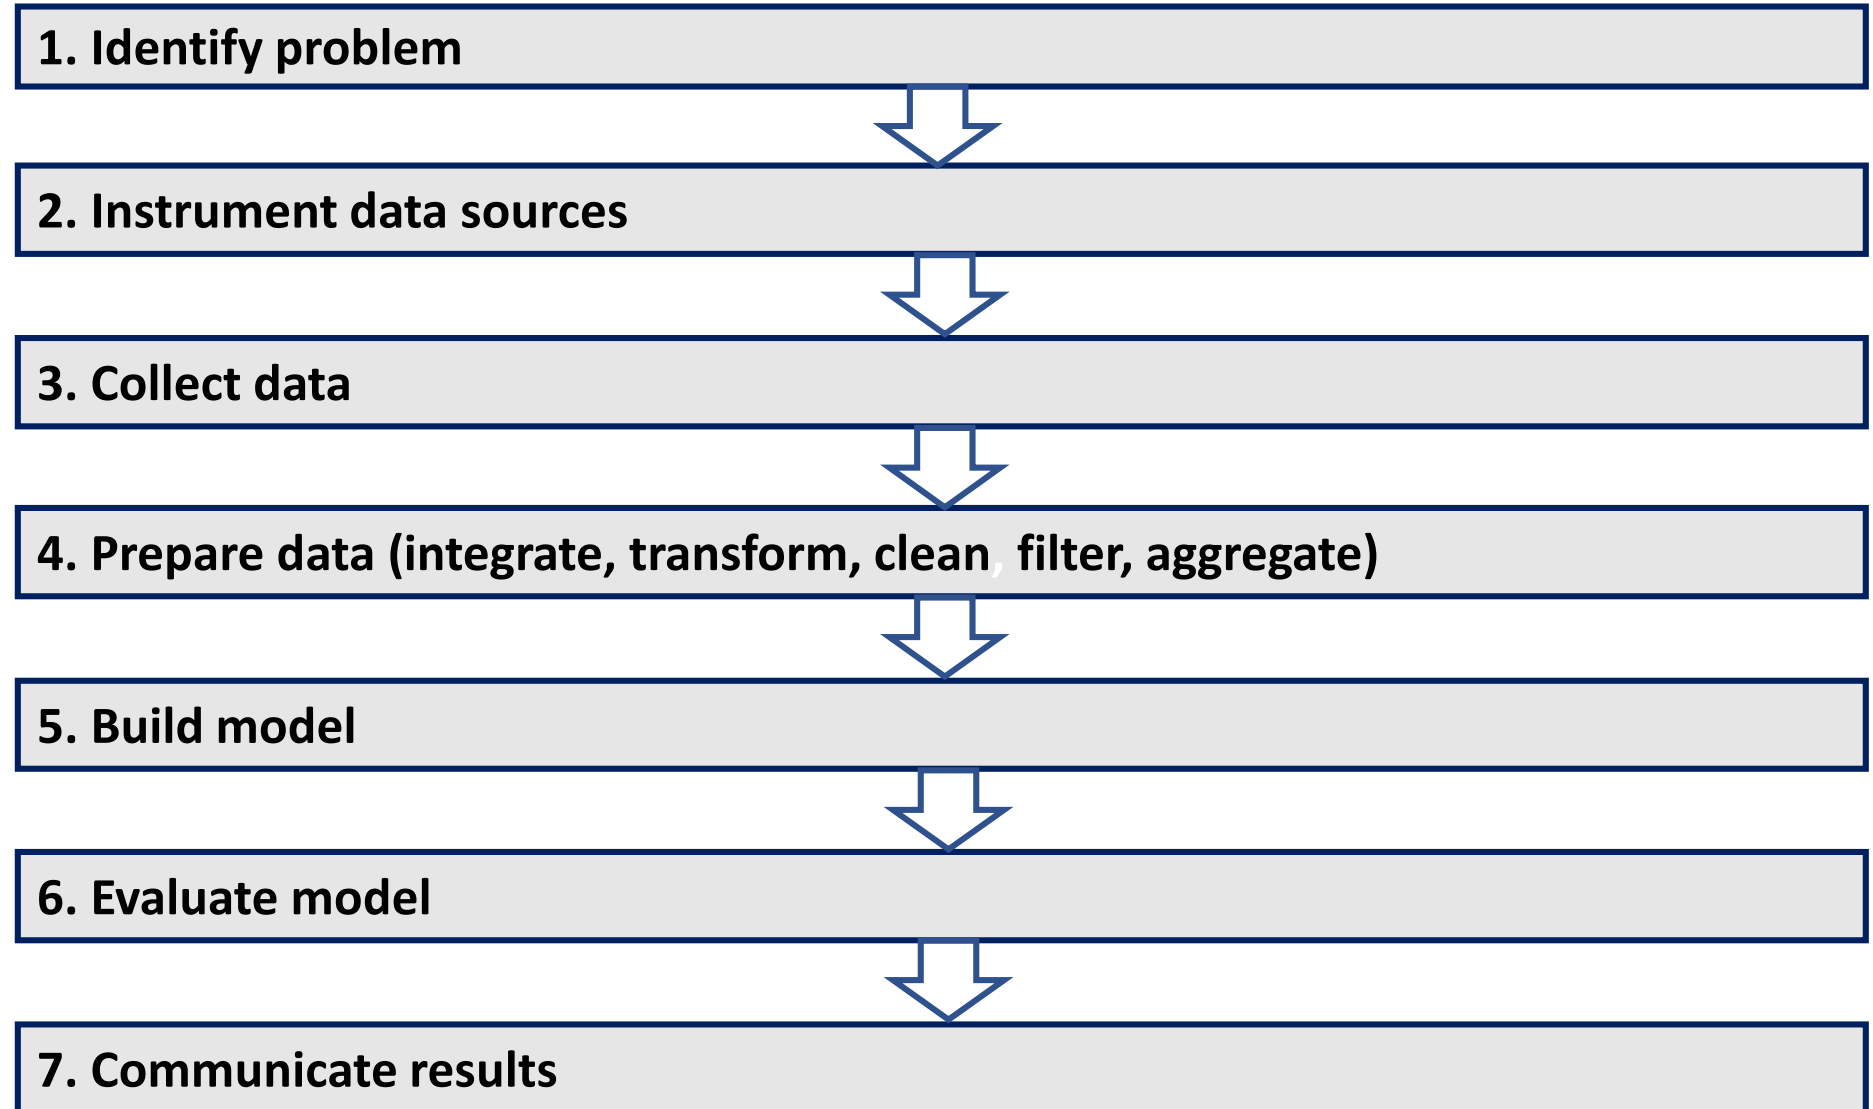 1. Identify problem
2. Instrument data sources
3. Collect data
4. Prepare data (integrate, transform, clean, filter, aggregate)
5. Build model
6. Evaluate model
7. Communicate results